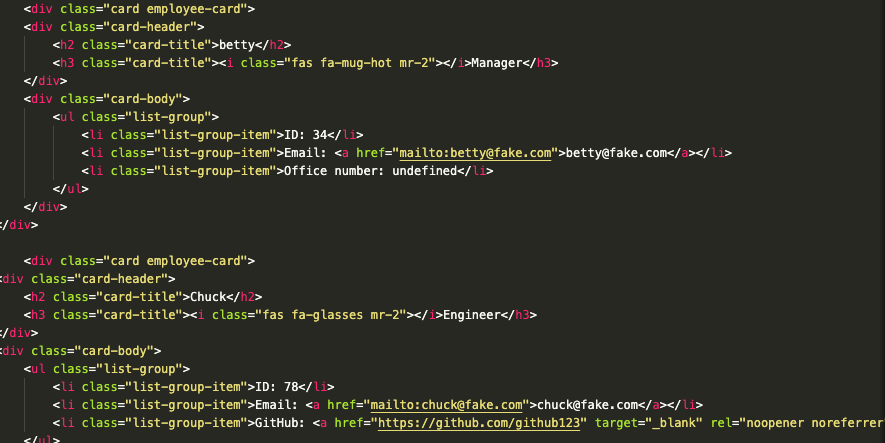 <div class="card employee-card">
<div class="card-header">
<h2 class="card-title">betty</h2>
<h3 class="card-title"><i class="fas fa-mug-hot mr-2"></i>Manager</h3>
</div>
<div class="card-body">
<ul class="list-group">
<li class="list-group-item">ID: 34</li>
<li class="list-group-item">Email: <a href="mailto:betty@fake.com">betty@fake.com</a></li>
<li class="list-group-item">Office number: undefined</li>
</ul>
</div>
</div>
<div class="card employee-card">
<div class="card-header">
<h2 class="card-title">Chuck</h2>
<h3 class="card-title"><i class="fas fa-glasses mr-2"></i>Engineer</h3>
</div>
<div class="card-body">
<ul class="list-group">
<li class="list-group-item">ID: 78</li>
<li class="list-group-item">Email: <a href="mailto:chuck@fake.com">chuck@fake.com</a></li>
<li class="list-group-item">GitHub: <a href="https://github.com/github123" target="_blank" rel="noopener noreferrer
</ul>